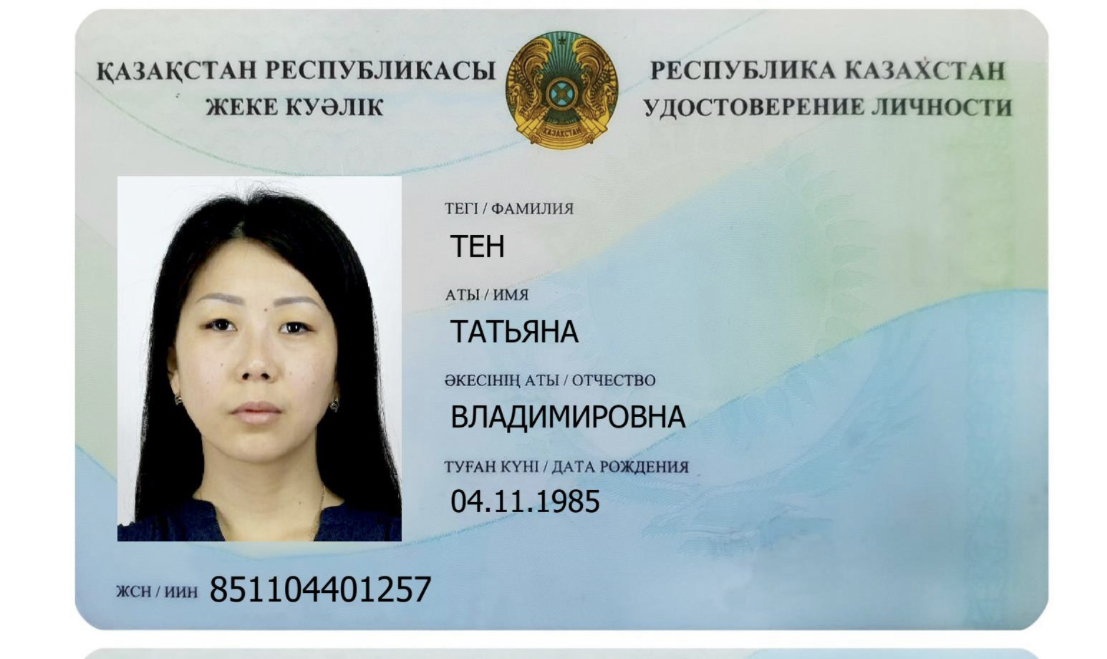 ҚАЗАҚСТАН РЕСПУБЛИКАСЫ
ЖЕКЕ КУӘЛІК
ҚАЗАҚСТАН
РЕСПУБЛИКА КАЗАХСТАН
УДОСТОВЕРЕНИЕ ЛИЧНОСТИ
ТЕГІ / ФАМИЛИЯ
ТЕН
АТЫ / ИМЯ
ТАТЬЯНА
ӘКЕСІНІҢ АТЫ / ОТЧЕСТВО
ВЛАДИМИРОВНА
ТУҒАН КҮНІ / ДАТА РОЖДЕНИЯ
04.11.1985
ЖСН / ИИН 851104401257